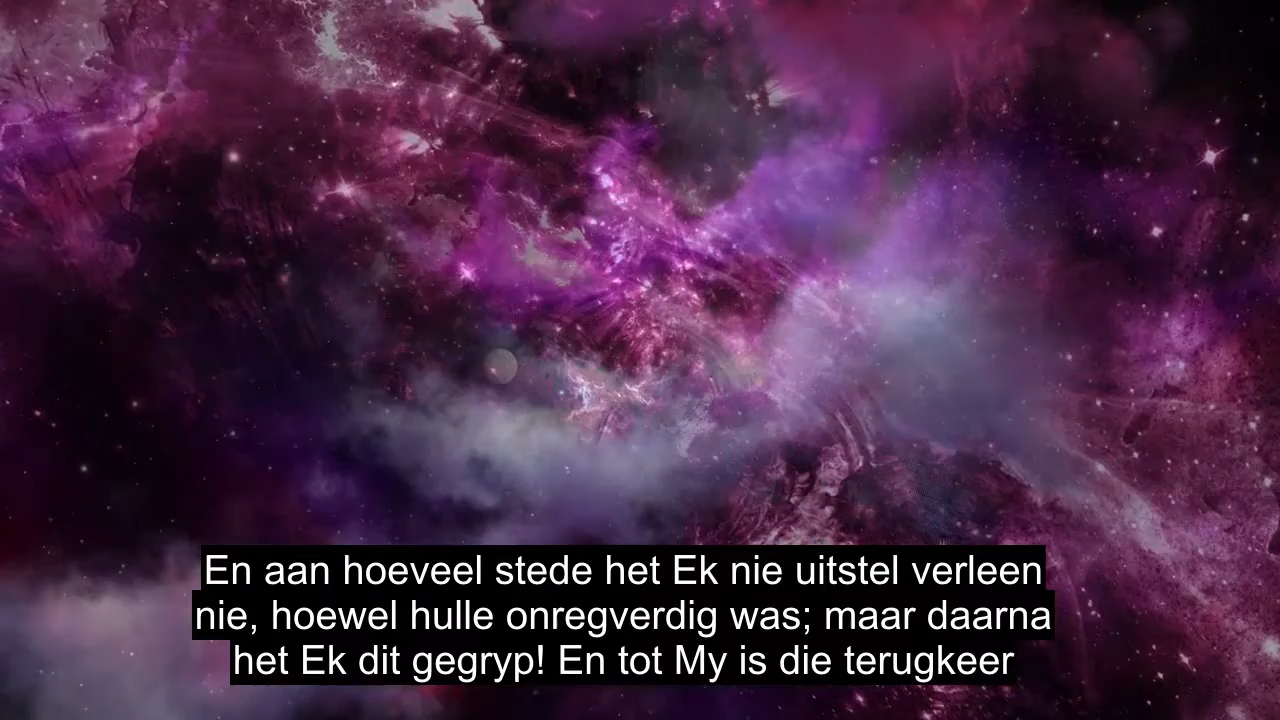 En aan hoeveel stede het Ek nie uitstel verleen
nie, hoewel hulle onregverdig was; maar daarna
het Ek dit gegryp! En tot My is die terugkeer